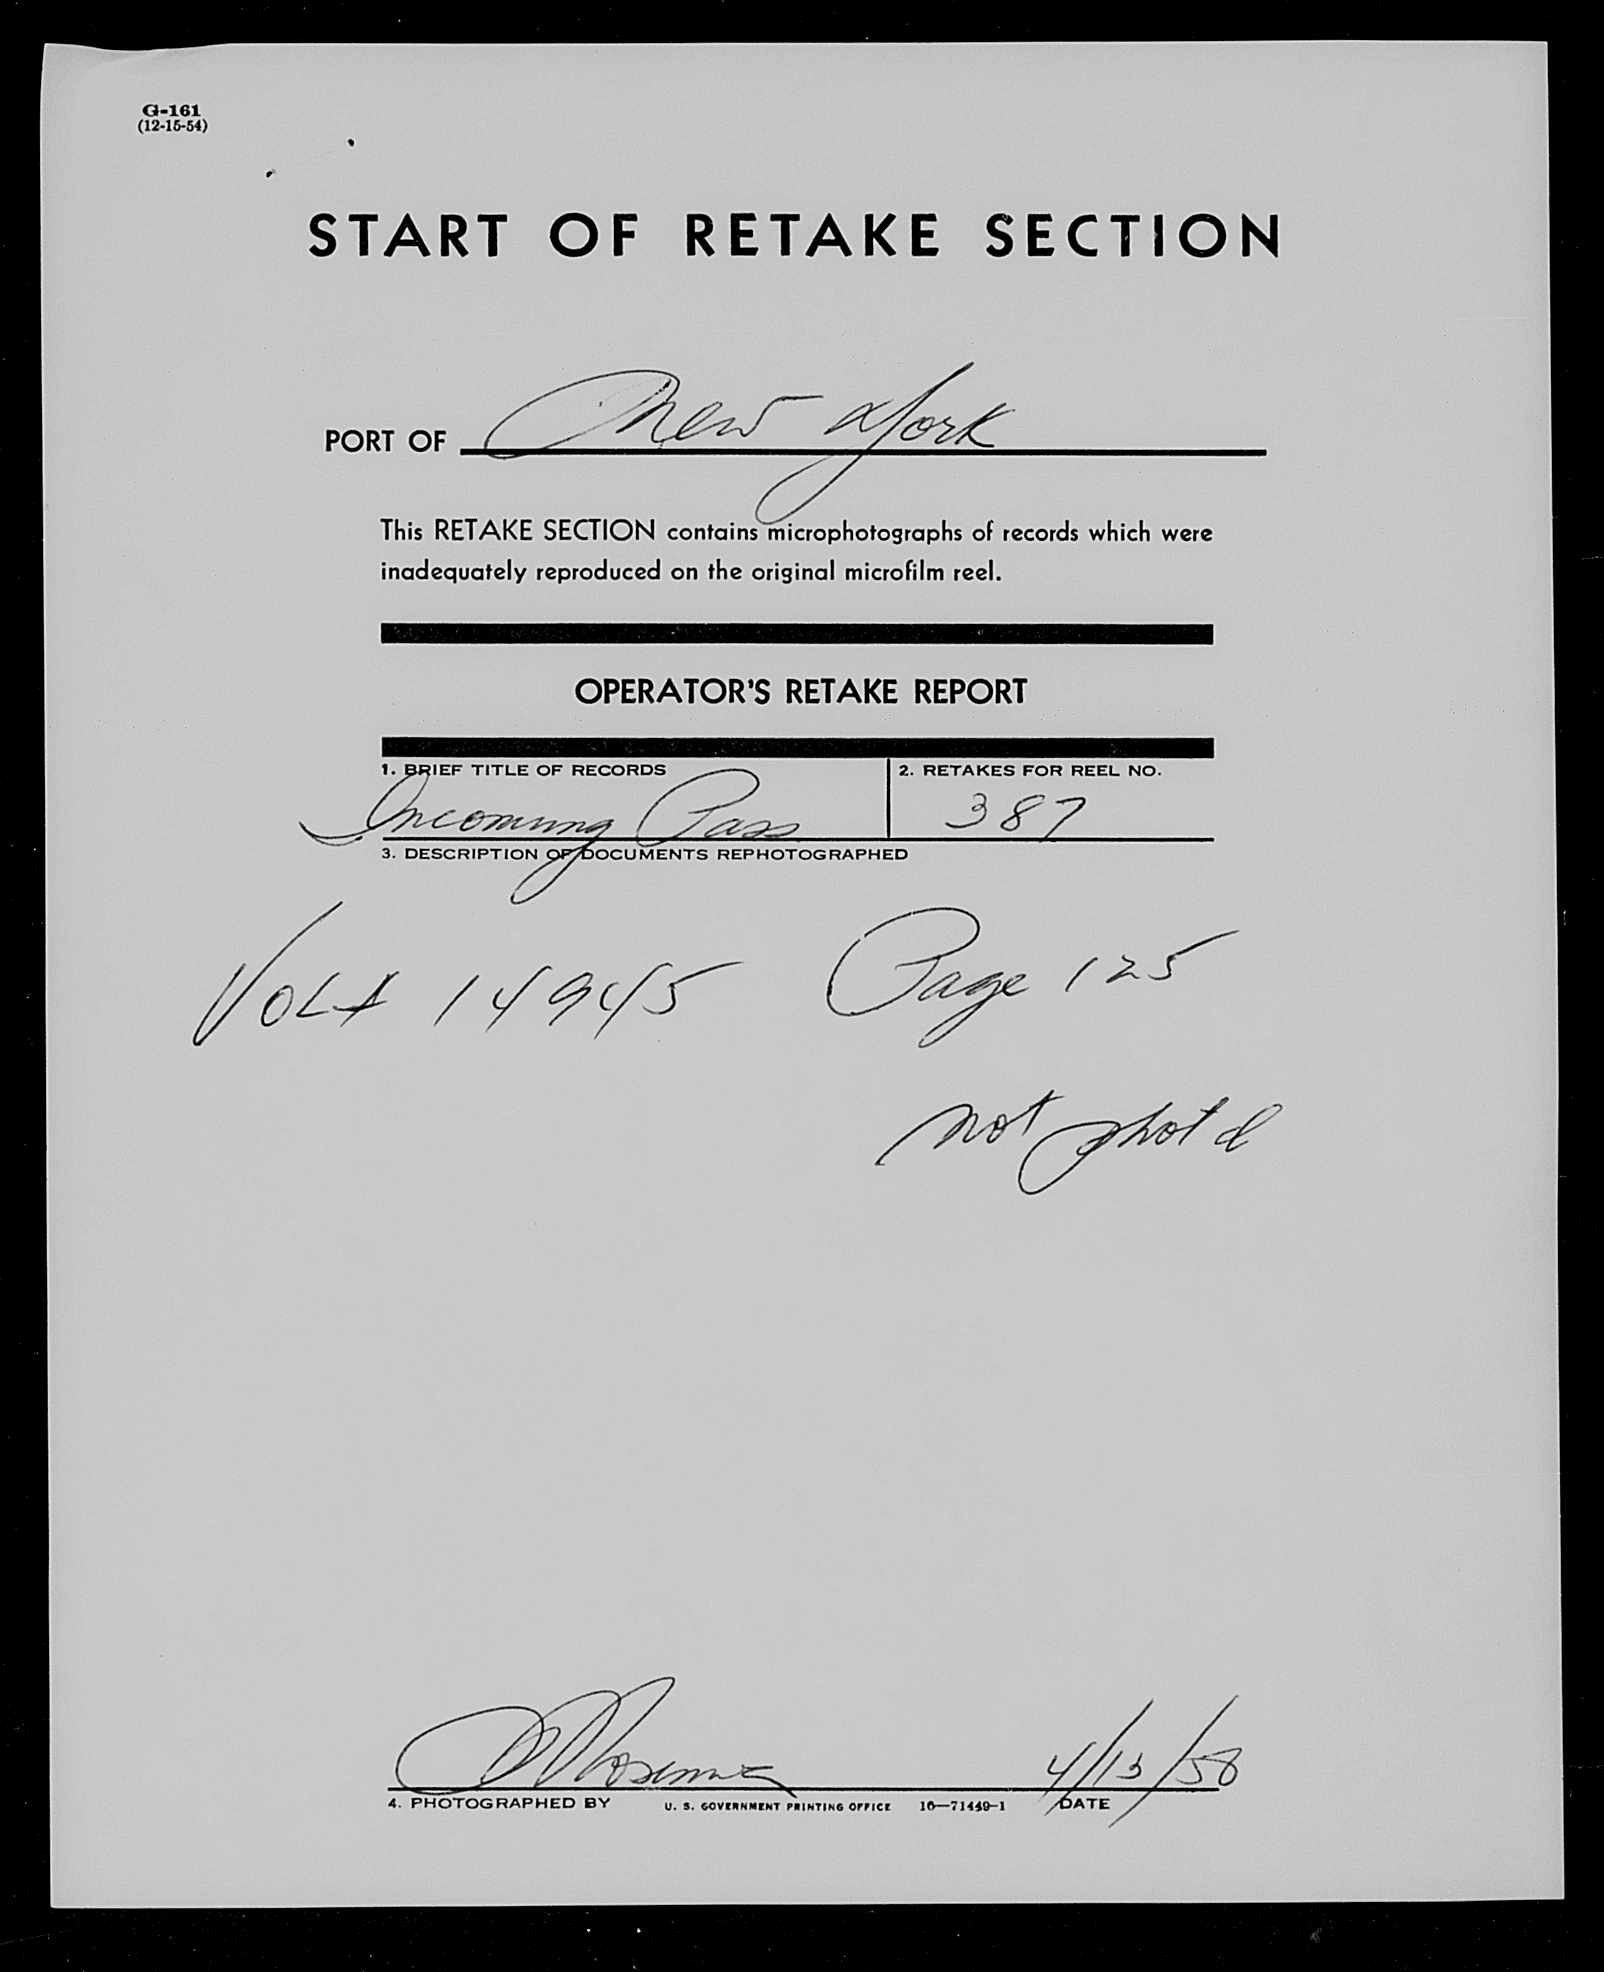 G-161
(12-15-54)
START OF RETAKE SECTION
PORT OF New York
This RETAKE SECTION contains microphotographs of records which were
inadequately reproduced on the original microfilm reel.
OPERATOR'S RETAKE REPORT
1. BRIEF TITLE OF RECORDS 2. RETAKES FOR REEL NO.
Incoming Pass 387
3. DESCRIPTION OF DOCUMENTS REPHOTOGRAPHED
VOL# 14945 Page 125
not phot'd
4/13/58
4. PHOTOGRAPHED BY U. S. GOVERNMENT PRINTING OFFICE 16—71449-1 DATE